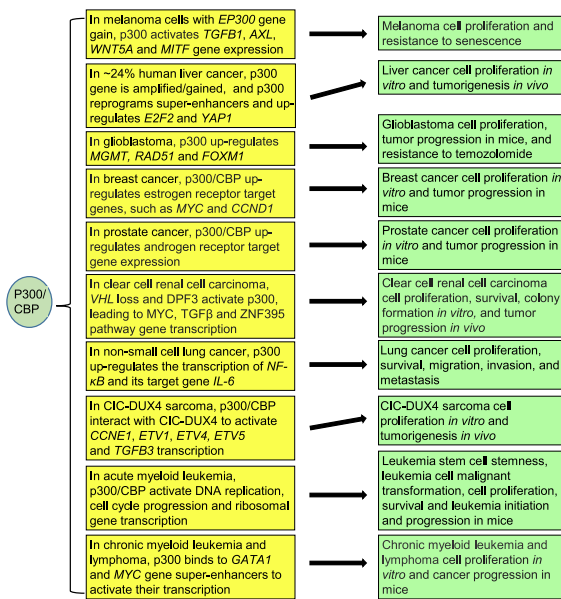 In melanoma cells with EP300 gene
gain, p300 activates TGFB1, AXL,
WNT5A and MITF gene expression
Melanoma cell proliferation and
resistance to senescence
In ~24% human liver cancer, p300
gene is amplified/gained, and p300
reprograms super-enhancers and up-
regulates E2F2 and YAP1
Liver cancer cell proliferation in
vitro and tumorigenesis in vivo
In glioblastoma, p300 up-regulates
MGMT, RAD51 and FOXM1
Glioblastoma cell proliferation,
tumor progression in mice, and
resistance to temozolomide
In breast cancer, p300/CBP up-
regulates estrogen receptor target
genes, such as MYC and CCND1
Breast cancer cell proliferation in
vitro and tumor progression in
mice
In prostate cancer, p300/CBP up-
regulates androgen receptor target
gene expression
Prostate cancer cell proliferation
in vitro and tumor progression in
mice
P300/
CBP
In clear cell renal cell carcinoma,
VHL loss and DPF3 activate p300,
leading to MYC, TGFβ and ZNF395
pathway gene transcription
Clear cell renal cell carcinoma
cell proliferation, survival, colony
formation in vitro, and tumor
progression in vivo
In non-small cell lung cancer, p300
up-regulates the transcription of NF-
κB and its target gene IL-6
Lung cancer cell proliferation,
survival, migration, invasion, and
metastasis
In CIC-DUX4 sarcoma, p300/CBP
interact with CIC-DUX4 to activate
CCNE1, ETV1, ETV4, ETV5
and TGFB3 transcription
CIC-DUX4 sarcoma cell
proliferation in vitro and
tumorigenesis in vivo
In acute myeloid leukemia,
p300/CBP activate DNA replication,
cell cycle progression and ribosomal
gene transcription
Leukemia stem cell stemness,
leukemia cell malignant
transformation, cell proliferation,
survival and leukemia initiation
and progression in mice
In chronic myeloid leukemia and
lymphoma, p300 binds to GATA1
and MYC gene super-enhancers to
activate their transcription
Chronic myeloid leukemia and
lymphoma cell proliferation in
vitro and cancer progression in
mice